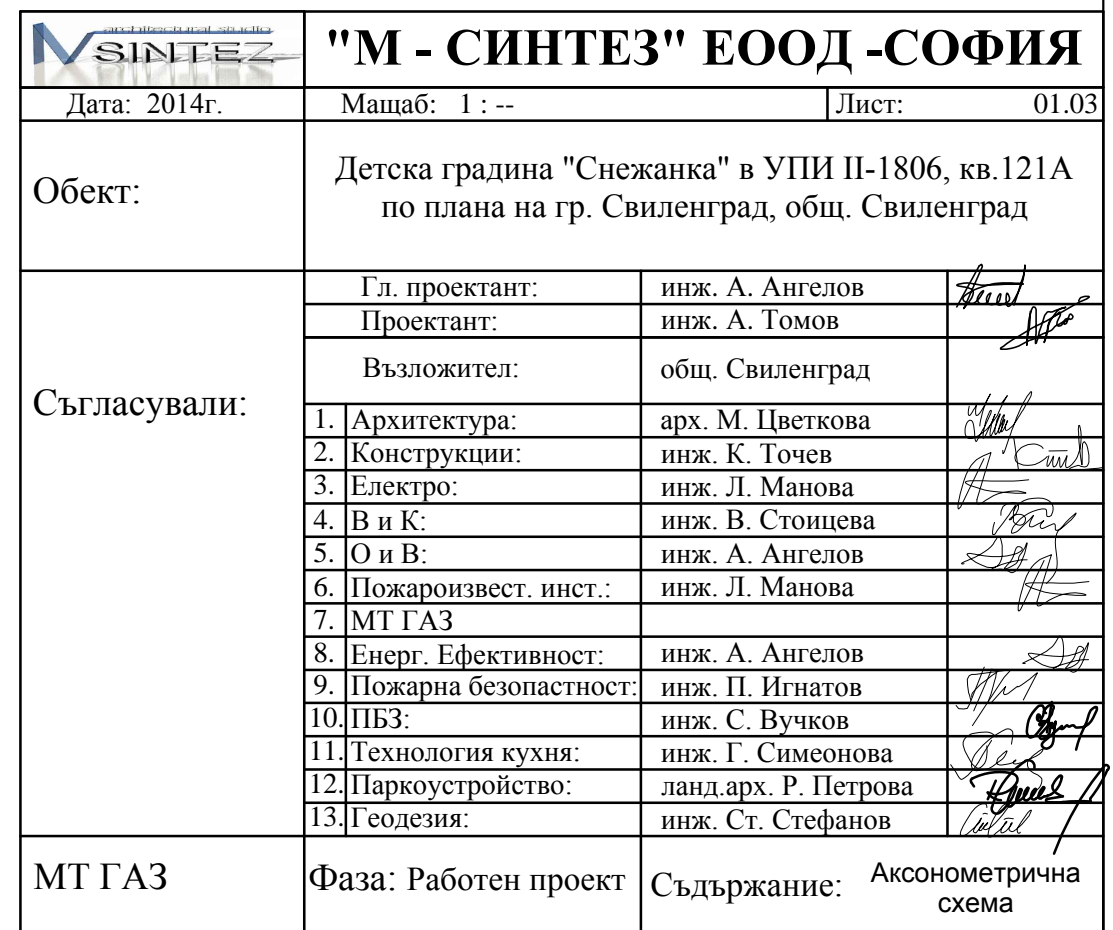 architectural studio
M SINTEZ
"М - СИНТЕЗ" ЕООД -СОФИЯ
Дата: 2014г.
Мащаб: 1 : --
Лист: 01.03
Обект:
Детска градина "Снежанка" в УПИ II-1806, кв.121А
по плана на гр. Свиленград, общ. Свиленград
Съгласували:
Гл. проектант: инж. А. Ангелов
Проектант: инж. А. Томов
Възложител: общ. Свиленград
1. Архитектура: арх. М. Цветкова
2. Конструкции: инж. К. Точев
3. Електро: инж. Л. Манова
4. В и К: инж. В. Стоицева
5. О и В: инж. А. Ангелов
6. Пожароизвест. инст.: инж. Л. Манова
7. МТ ГАЗ
8. Енерг. Ефективност: инж. А. Ангелов
9. Пожарна безопастност: инж. П. Игнатов
10. ПБЗ: инж. С. Вучков
11. Технология кухня: инж. Г. Симеонова
12. Паркоустройство: ланд.арх. Р. Петрова
13. Геодезия: инж. Ст. Стефанов
МТ ГАЗ
Фаза: Работен проект
Съдържание:
Аксонометрична
схема